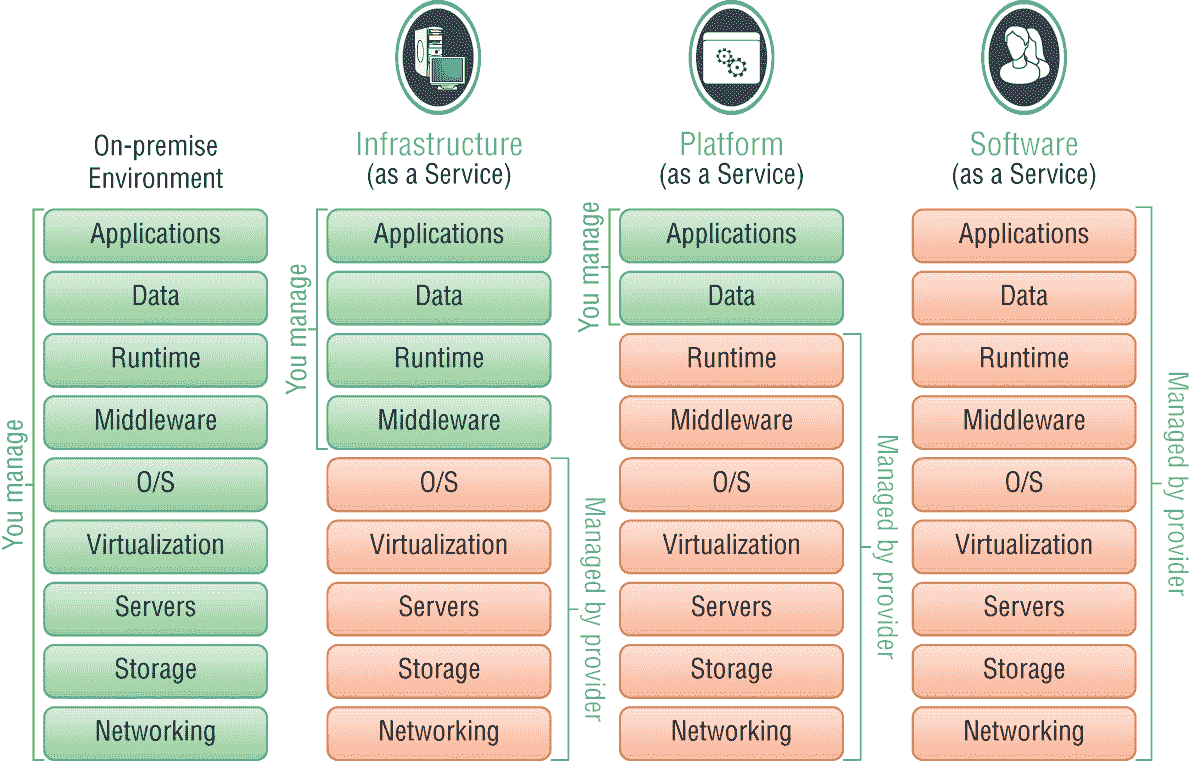 On-premise
Environment
Infrastructure
(as a Service)
Platform
(as a Service)
Software
(as a Service)
You manage
Applications
Data
Runtime
Middleware
O/S
Virtualization
Servers
Storage
Networking
You manage
Applications
Data
Runtime
Middleware
O/S
Virtualization
Servers
Storage
Networking
Managed by provider
You manage
Applications
Data
Runtime
Middleware
O/S
Virtualization
Servers
Storage
Networking
Managed by provider
Applications
Data
Runtime
Middleware
O/S
Virtualization
Servers
Storage
Networking
Managed by provider